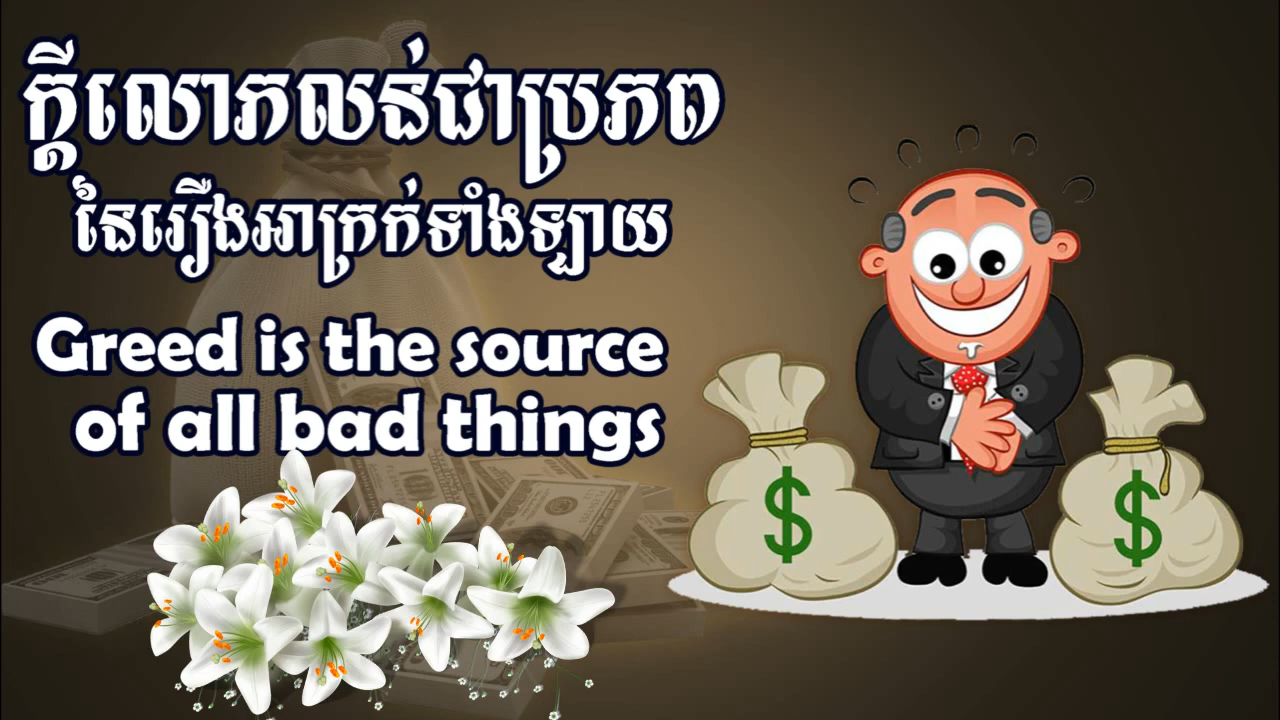 ក្តីលោភលន់ជាប្រភព
នៃរឿងអាក្រក់ទាំងឡាយ
Greed is the source
of all bad things
$
$